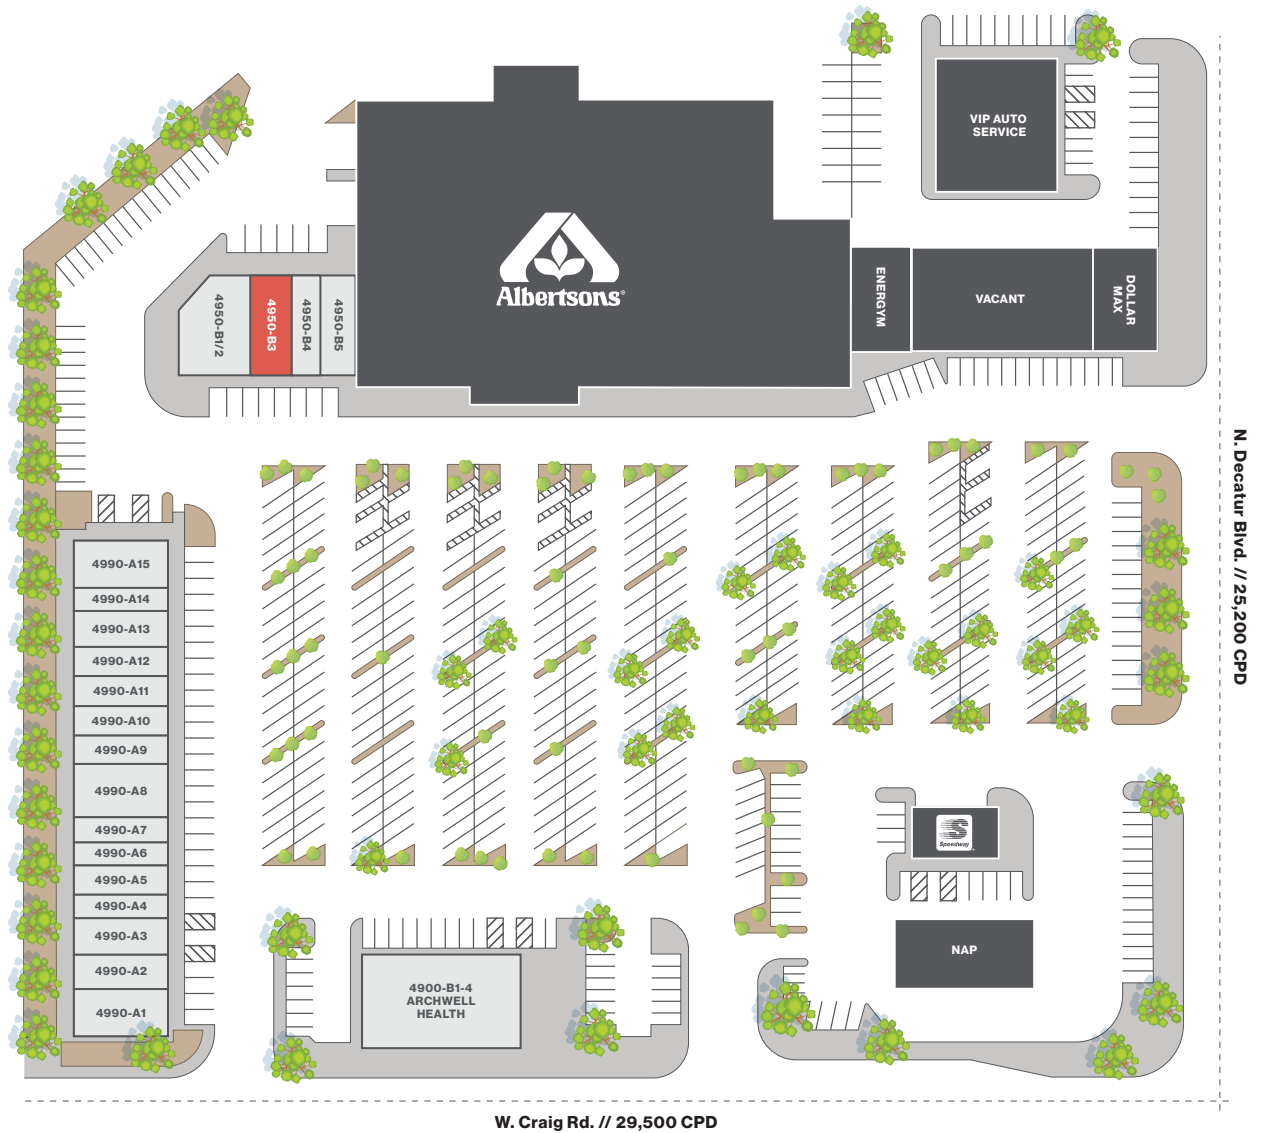 VIP AUTO
SERVICE
Albertsons®
4950-B1/2
4950-B3
4950-B4
4950-B5
ENERGYM
VACANT
DOLLAR
MAX
N. Decatur Blvd. // 25,200 CPD
4990-A15
4990-A14
4990-A13
4990-A12
4990-A11
4990-A10
4990-A9
4990-A8
4990-A7
4990-A6
4990-A5
4990-A4
4990-A3
4990-A2
4990-A1
Speedway
NAP
4900-B1-4
ARCHWELL
HEALTH
W. Craig Rd. // 29,500 CPD